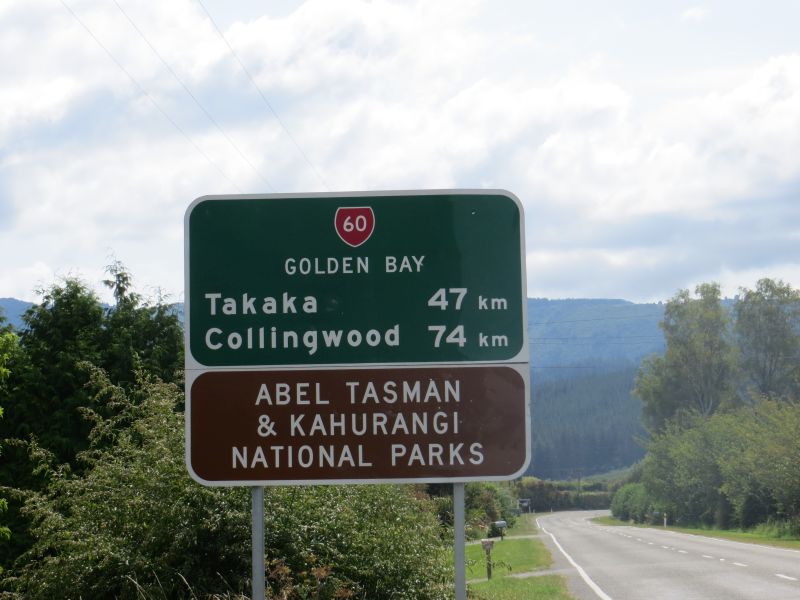 60
GOLDEN BAY
Takaka 47 km
Collingwood 74 km
ABEL TASMAN
& KAHURANGI
NATIONAL PARKS